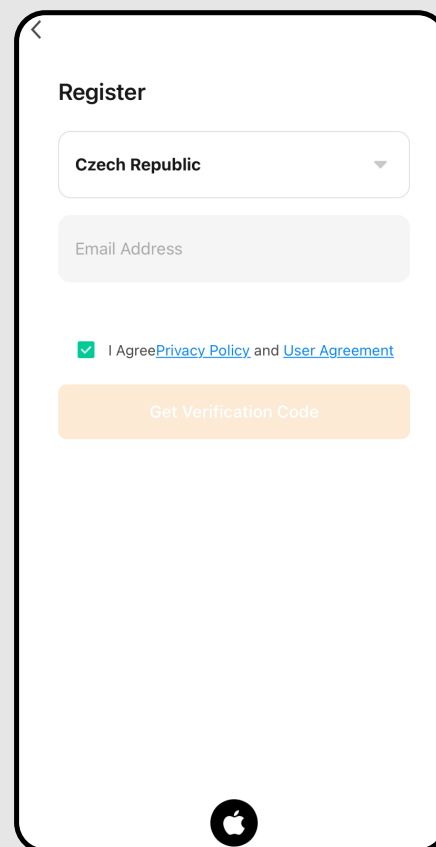 Register
Czech Republic
Email Address
I AgreePrivacy Policy and User Agreement
Get Verification Code